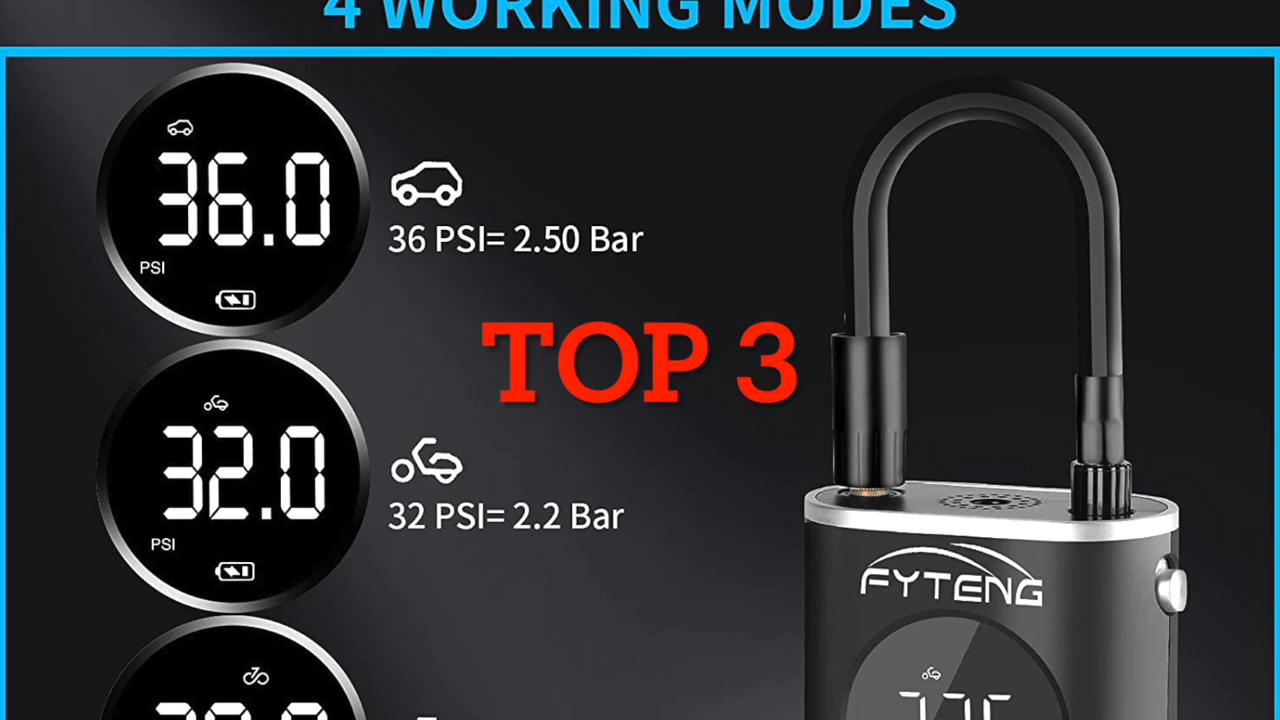 4 WORKING MODES
36.0
PSI
36 PSI= 2.50 Bar
TOP 3
32.0
PSI
32 PSI= 2.2 Bar
FYTENG